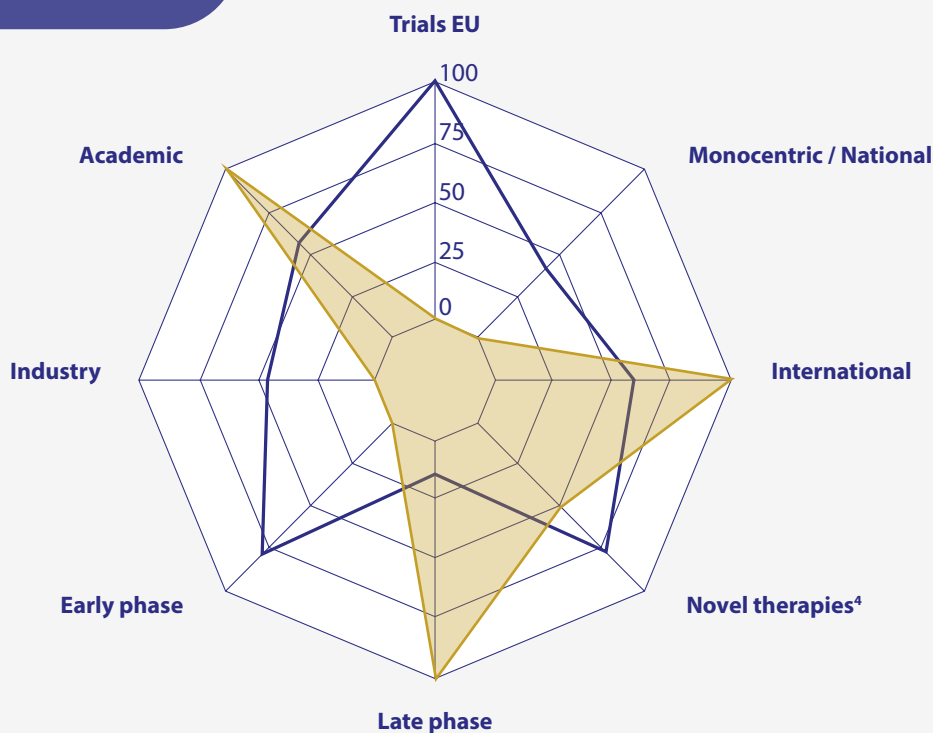 Trials EU
100
75
50
25
0
Academic
Monocentric / National
Industry
International
Early phase
Novel therapies⁴
Late phase